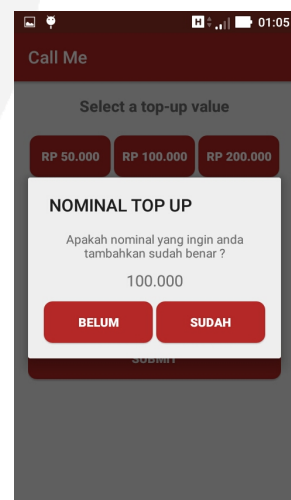 H 01:05
Call Me
Select a top-up value
RP 50.000 RP 100.000 RP 200.000
NOMINAL TOP UP
Apakah nominal yang ingin anda
tambahkan sudah benar ?
100.000
BELUM SUDAH
SUBMIT